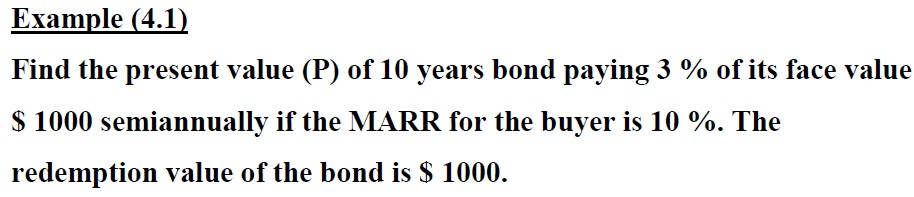 Example (4.1)
Find the present value (P) of 10 years bond paying 3 % of its face value
$ 1000 semiannually if the MARR for the buyer is 10 %. The
redemption value of the bond is $ 1000.